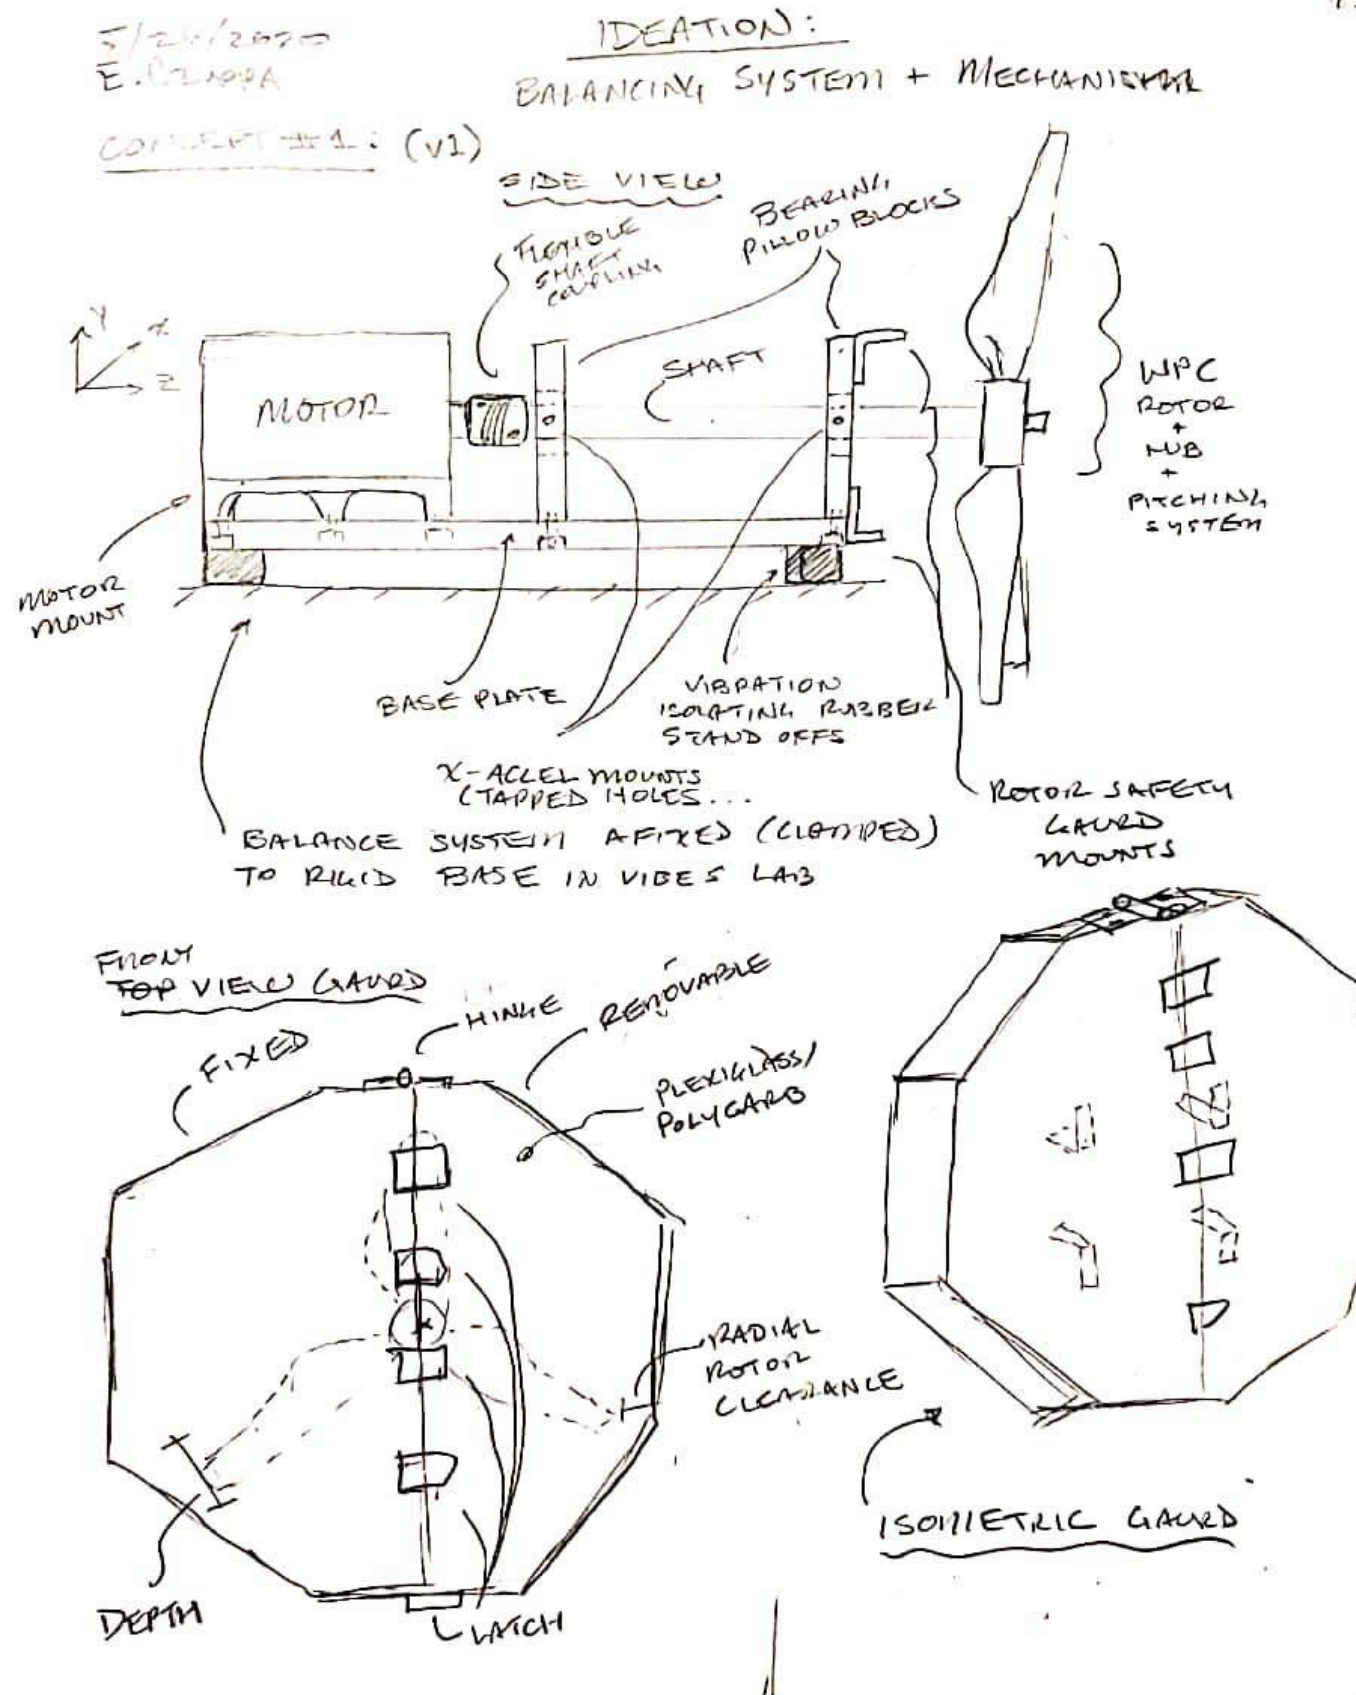 IDEATION:
BALANCING SYSTEM +
CONCEPT #1: (V1)
SIDE VIEW
FLEXIBLE
SHAFT
COUPLING
BEARING
PILLOW BLOCKS
Y
X
Z
MOTOR
SHAFT
WPC
ROTOR
+
HUB
+
PITCHING
SYSTEM
MOTOR
MOUNT
BASE PLATE
VIBRATION
ISOLATING RUBBER
STAND OFFS
X-ACCEL MOUNTS
(TAPPED HOLES...
ROTOR SAFETY
GAURD
MOUNTS
BALANCE SYSTEM AFIXED (CLAMPED)
TO RIGID BASE IN VIBES LAB
FRONT
TOP VIEW GAURD
FIXED
HINGE
REMOVABLE
PLEXIGLASS/
POLYCARB
RADIAL
ROTOR
CLEARANCE
DEPTH
LATCH
ISOMETRIC GAURD